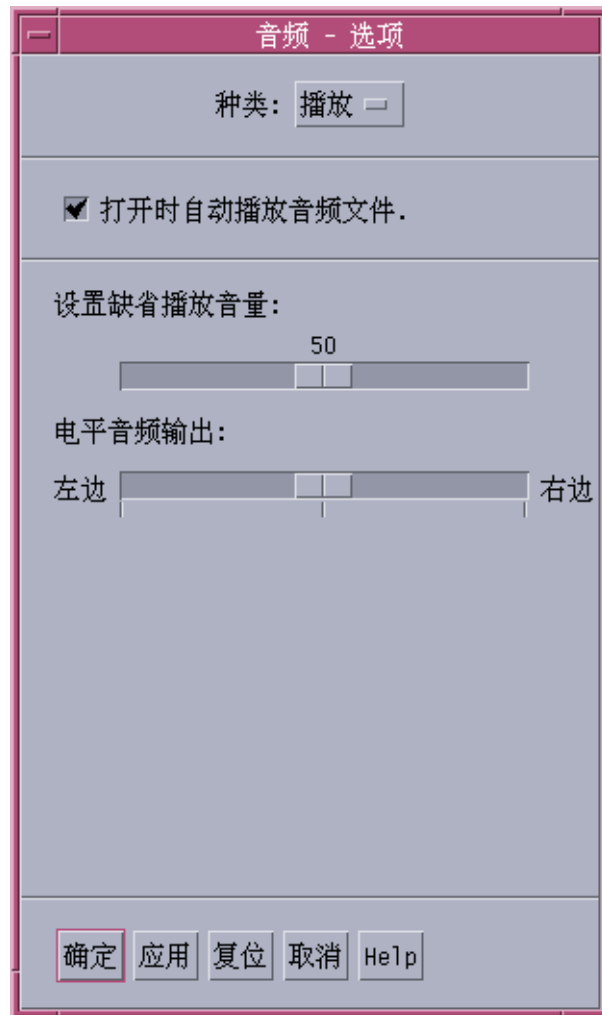 音频 - 选项
种类: 播放
打开时自动播放音频文件.
设置缺省播放音量:
50
电平音频输出:
左边 右边
确定 应用 复位 取消 Help